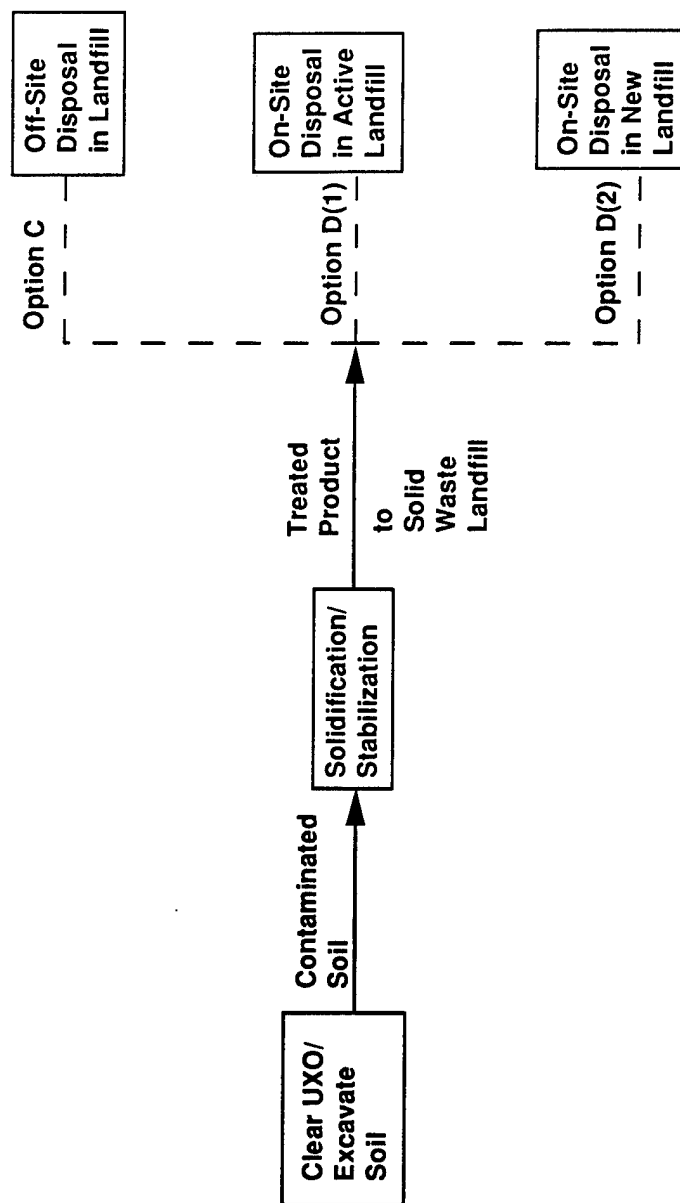 Clear UXO/
Excavate
Soil
Contaminated
Soil
Solidification/
Stabilization
Treated
Product
to
Solid
Waste
Landfill
Option C
Off-Site
Disposal
in Landfill
Option D(1)
On-Site
Disposal
in Active
Landfill
Option D(2)
On-Site
Disposal
in New
Landfill